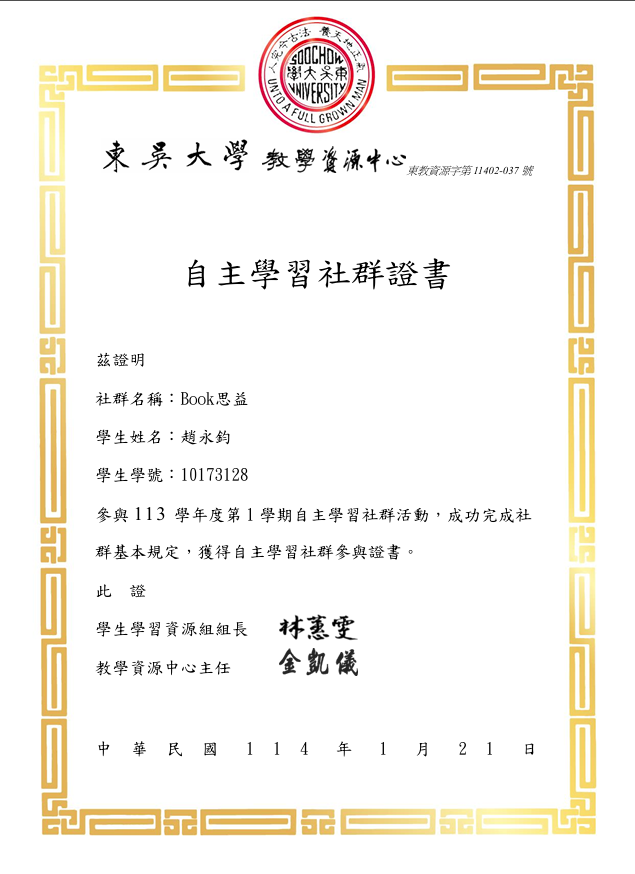 養天地正氣 法古今完人
SOOCHOW
東吳大學
UNIVERSITY
UNTO A FULL GROWN MAN
東吳大學 教學資源中心 東教資源字第 11402-037 號
自主學習社群證書
茲證明
社群名稱：Book思益
學生姓名：趙永鈞
學生學號：10173128
參與 113 學年度第 1 學期自主學習社群活動，成功完成社
群基本規定，獲得自主學習社群參與證書。
此 證
學生學習資源組組長 林蕙雯
教學資源中心主任 金凱儀
中 華 民 國 1 1 4 年 1 月 2 1 日